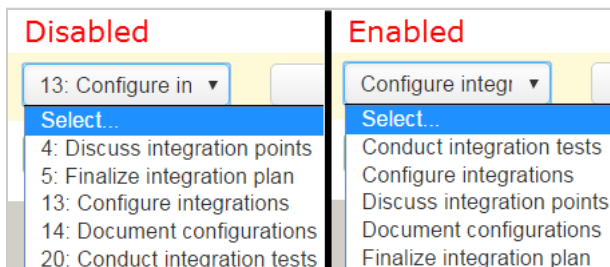 Disabled
13: Configure in ▼
Select...
4: Discuss integration points
5: Finalize integration plan
13: Configure integrations
14: Document configurations
20: Conduct integration tests
Enabled
Configure integr ▼
Select...
Conduct integration tests
Configure integrations
Discuss integration points
Document configurations
Finalize integration plan